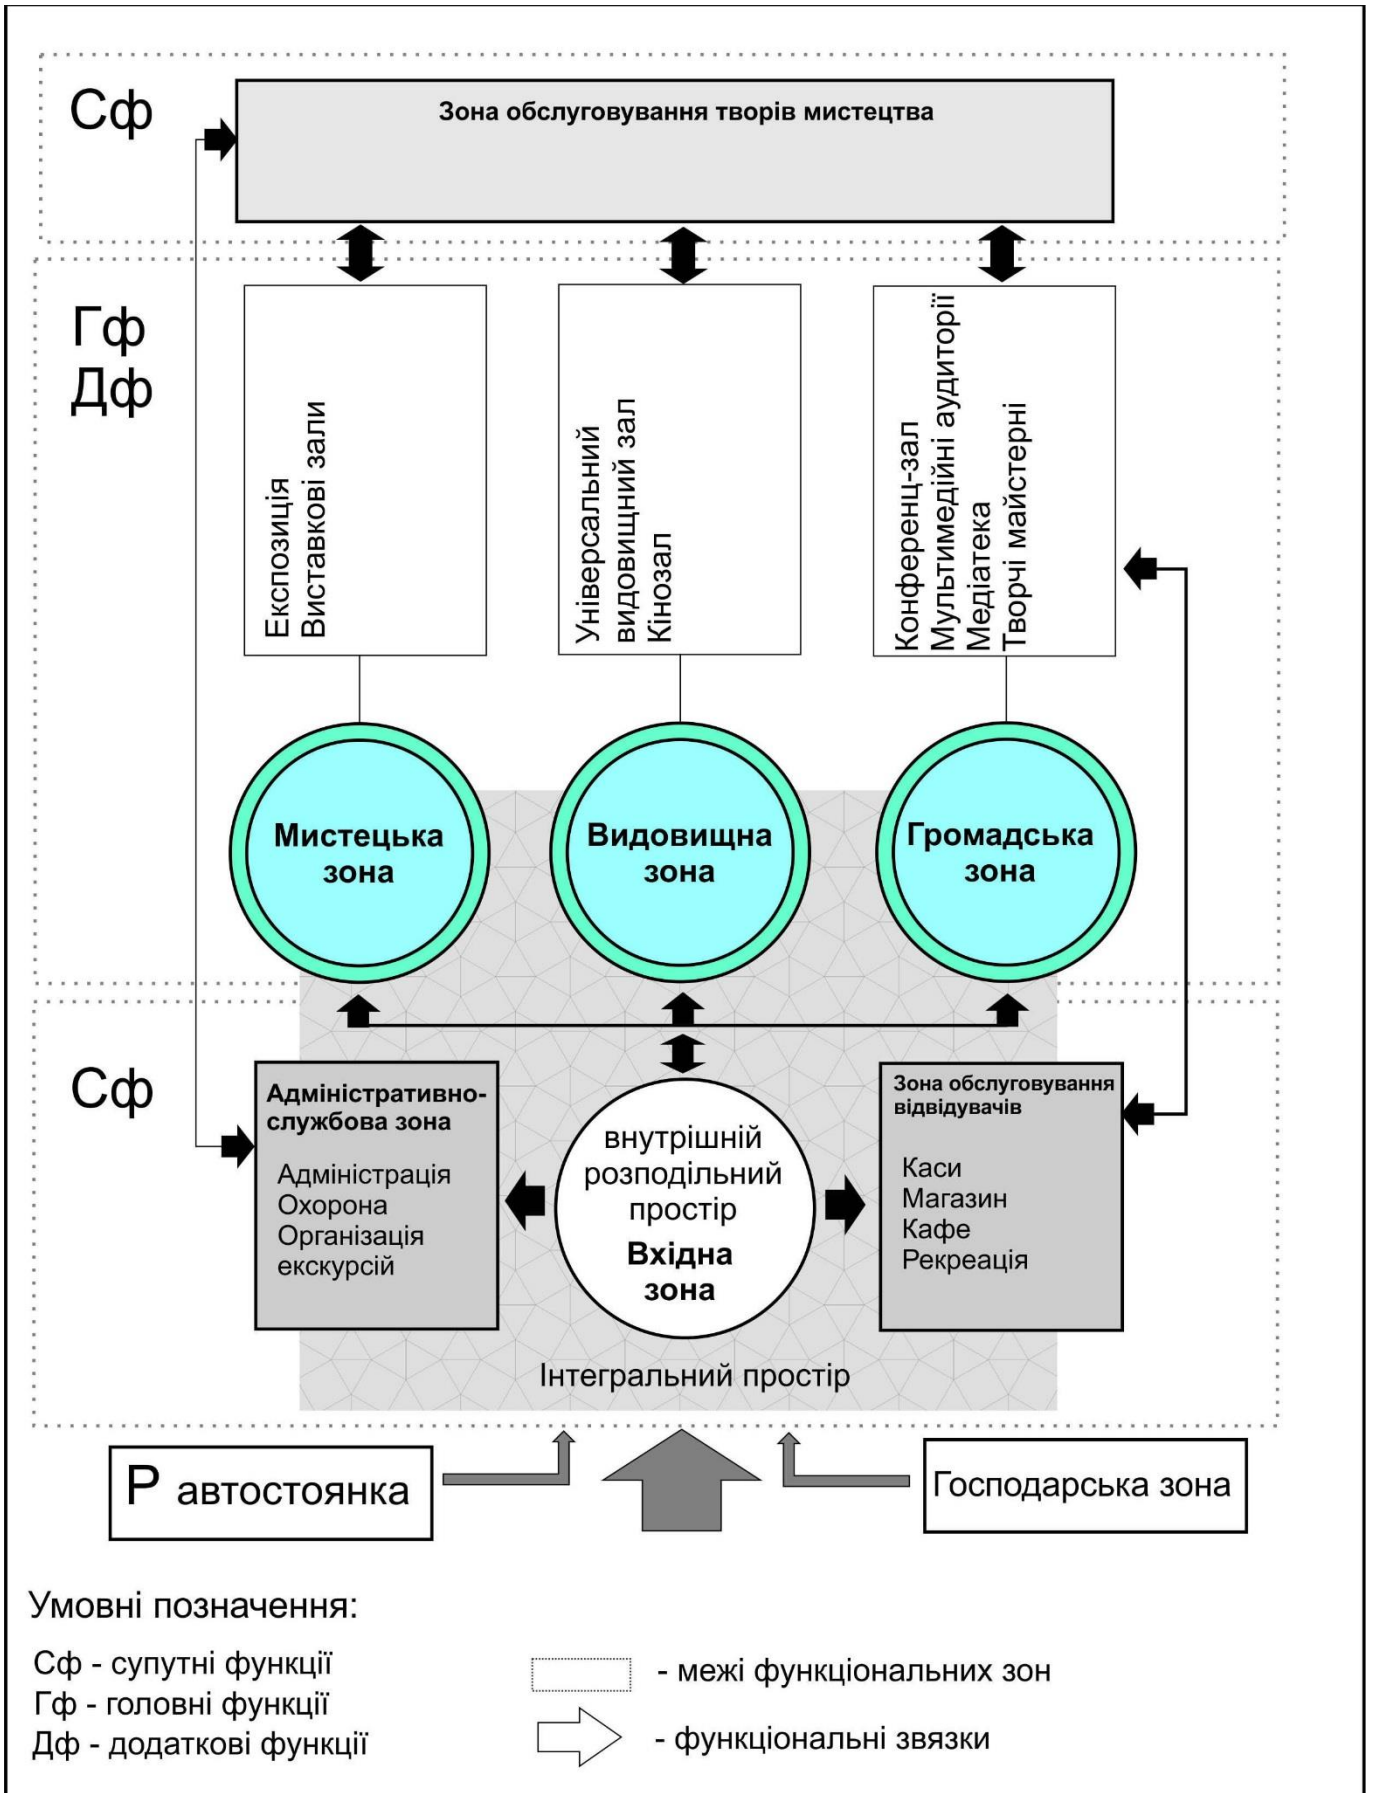 Сф
Зона обслуговування творів мистецтва
Гф
Дф
Експозиція
Виставкові зали
Універсальний
видовищний зал
Кінозал
Конференц-зал
Мультимедійні аудиторії
Медіатека
Творчі майстерні
Мистецька
зона
Видовищна
зона
Громадська
зона
Сф
Адміністративно-
службова зона
Адміністрація
Охорона
Організація
екскурсій
внутрішній
розподільний
простір
Вхідна
зона
Зона обслуговування
відвідувачів
Каси
Магазин
Кафе
Рекреація
Інтегральний простір
Р автостоянка
Господарська зона
Умовні позначення:
Сф - супутні функції
Гф - головні функції
Дф - додаткові функції
- межі функціональних зон
- функціональні звязки